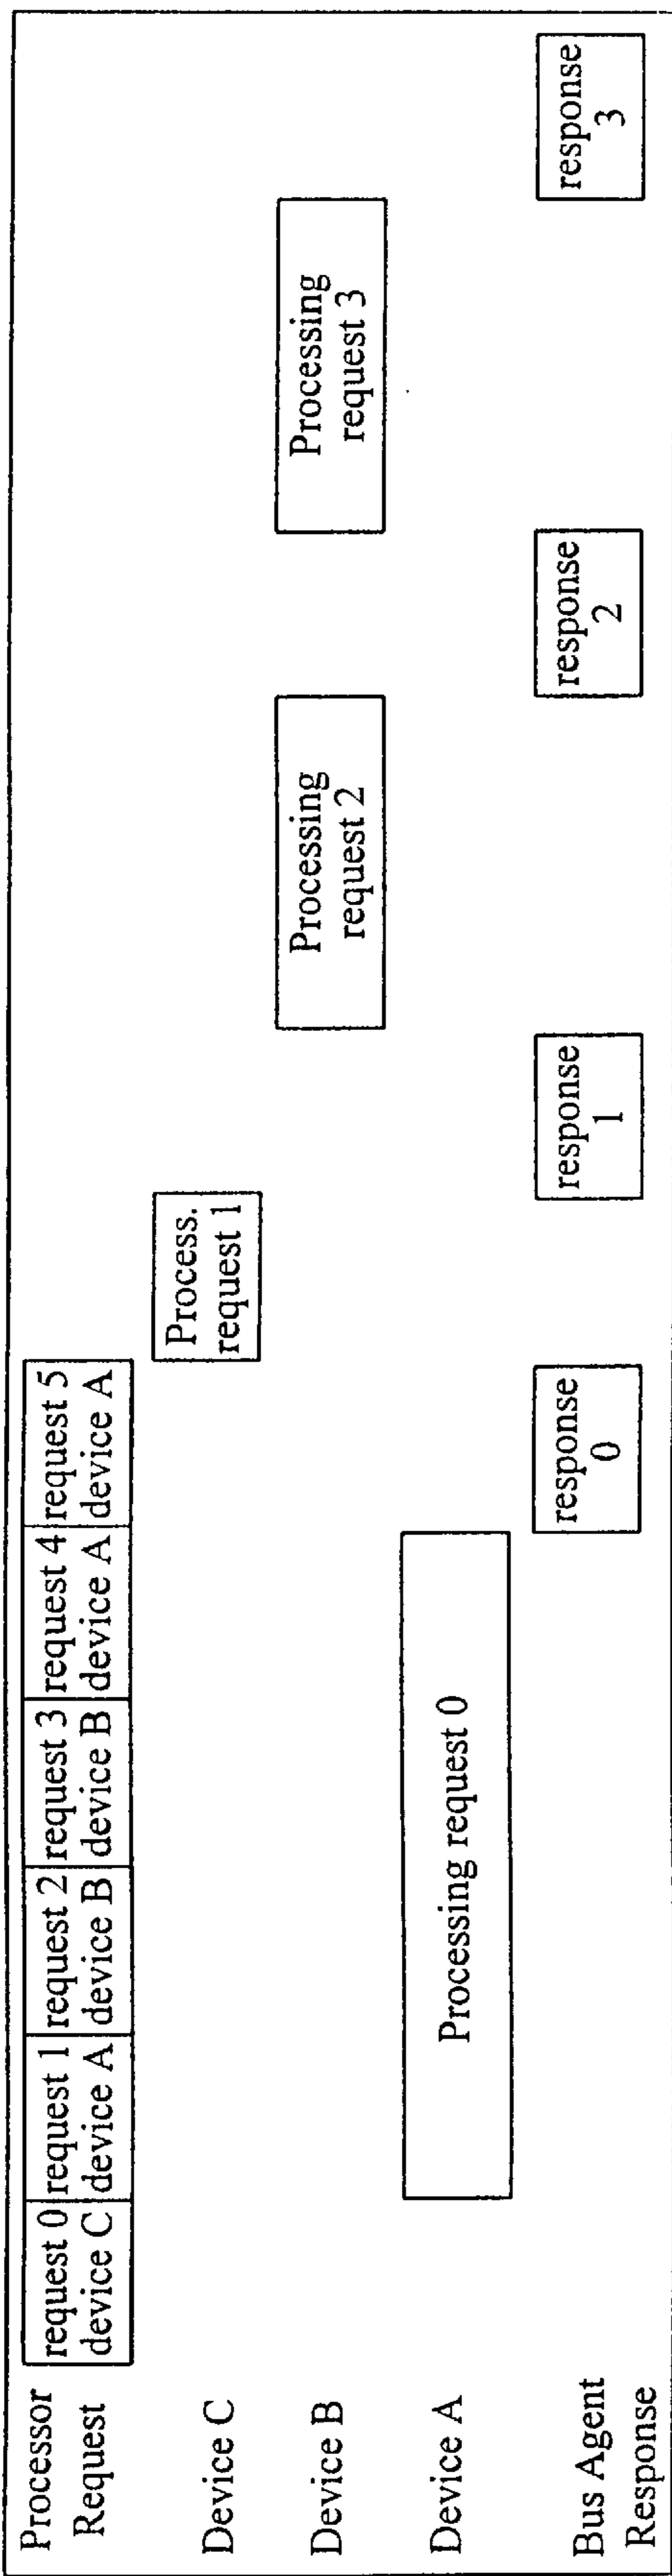 Processor
Request
request 0
device C
request 1
device A
request 2
device B
request 3
device B
request 4
device A
request 5
device A
Device C
Process.
request 1
Device B
Processing
request 2
Processing
request 3
Device A
Processing request 0
Bus Agent
Response
response
0
response
1
response
2
response
3